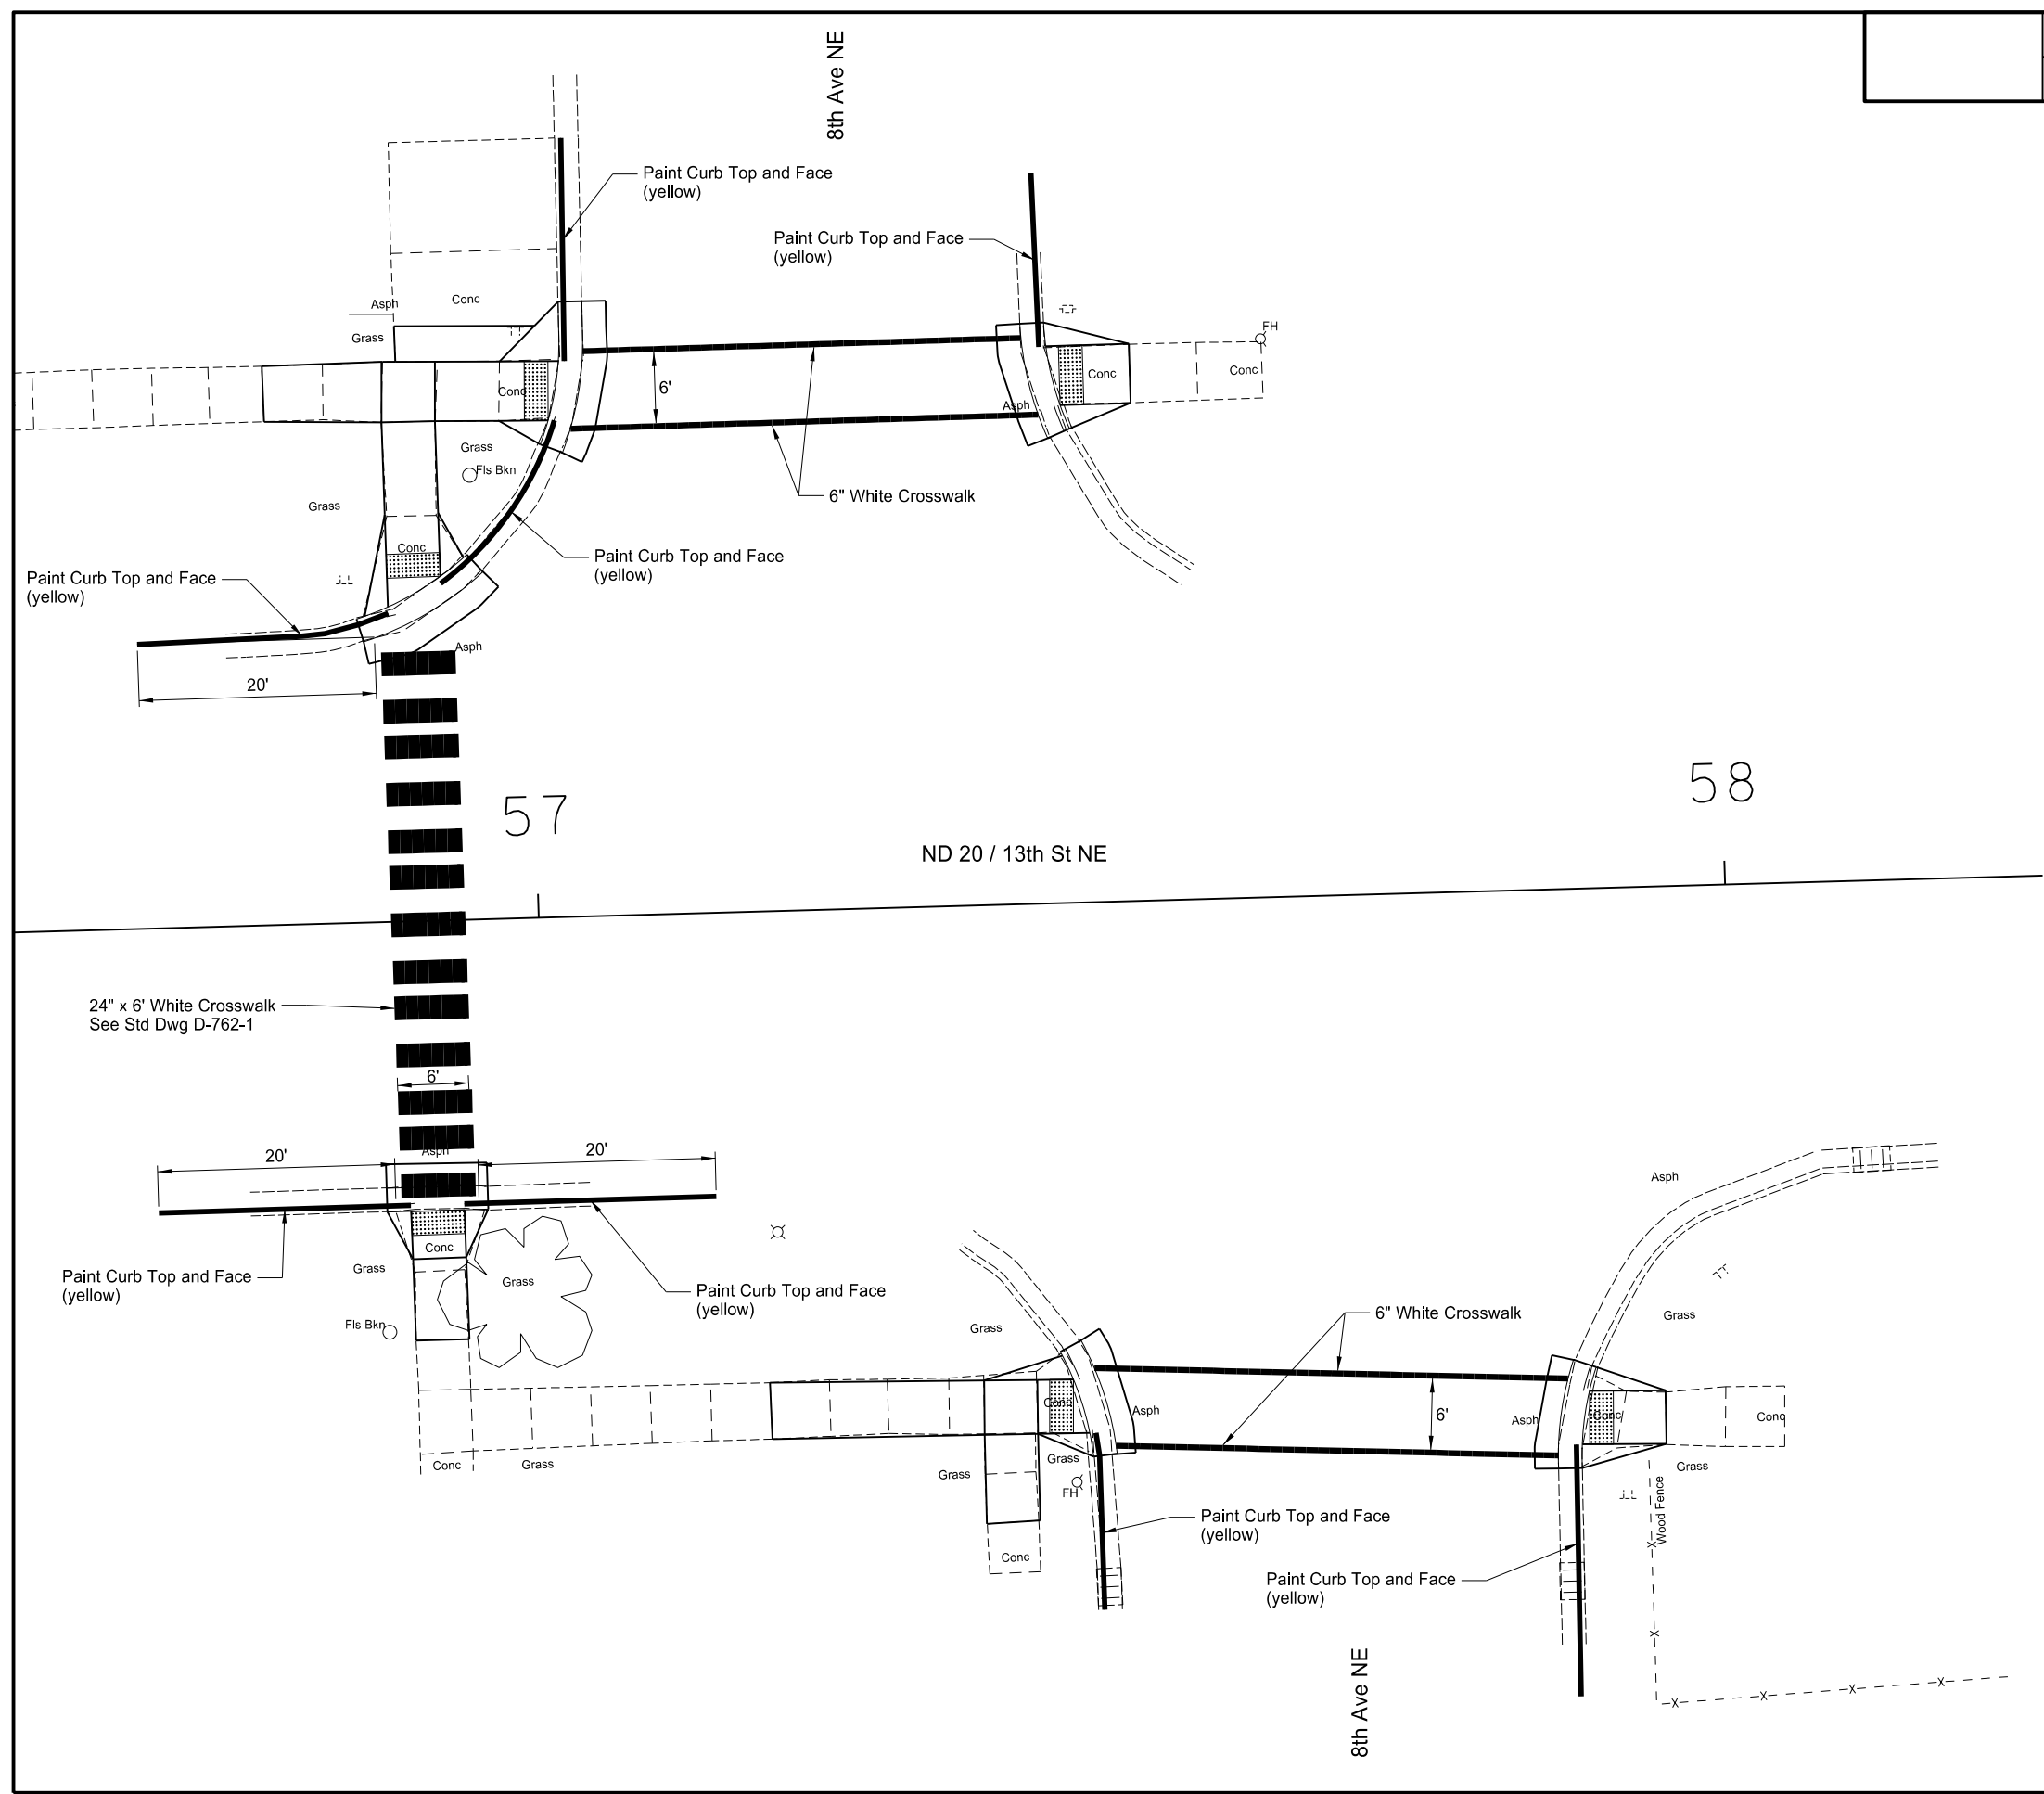 8th Ave NE
Paint Curb Top and Face
(yellow)
Paint Curb Top and Face
(yellow)
Asph
Conc
Grass
FH
Conc
6'
Conc
Conc
Asph
Grass
Fls Bkn
6" White Crosswalk
Grass
Conc
Paint Curb Top and Face
(yellow)
Paint Curb Top and Face
(yellow)
Asph
20'
57
58
ND 20 / 13th St NE
24" x 6' White Crosswalk
See Std Dwg D-762-1
6'
20'
Asph
20'
Asph
Conc
Grass
Grass
Paint Curb Top and Face
(yellow)
Paint Curb Top and Face
(yellow)
Fls Bkn
6" White Crosswalk
Grass
Grass
Conc
Asph
6'
Asph
Conc
Conc
Conc
Grass
Grass
Grass
Grass
FH
Wood Fence
Paint Curb Top and Face
(yellow)
Conc
Paint Curb Top and Face
(yellow)
8th Ave NE